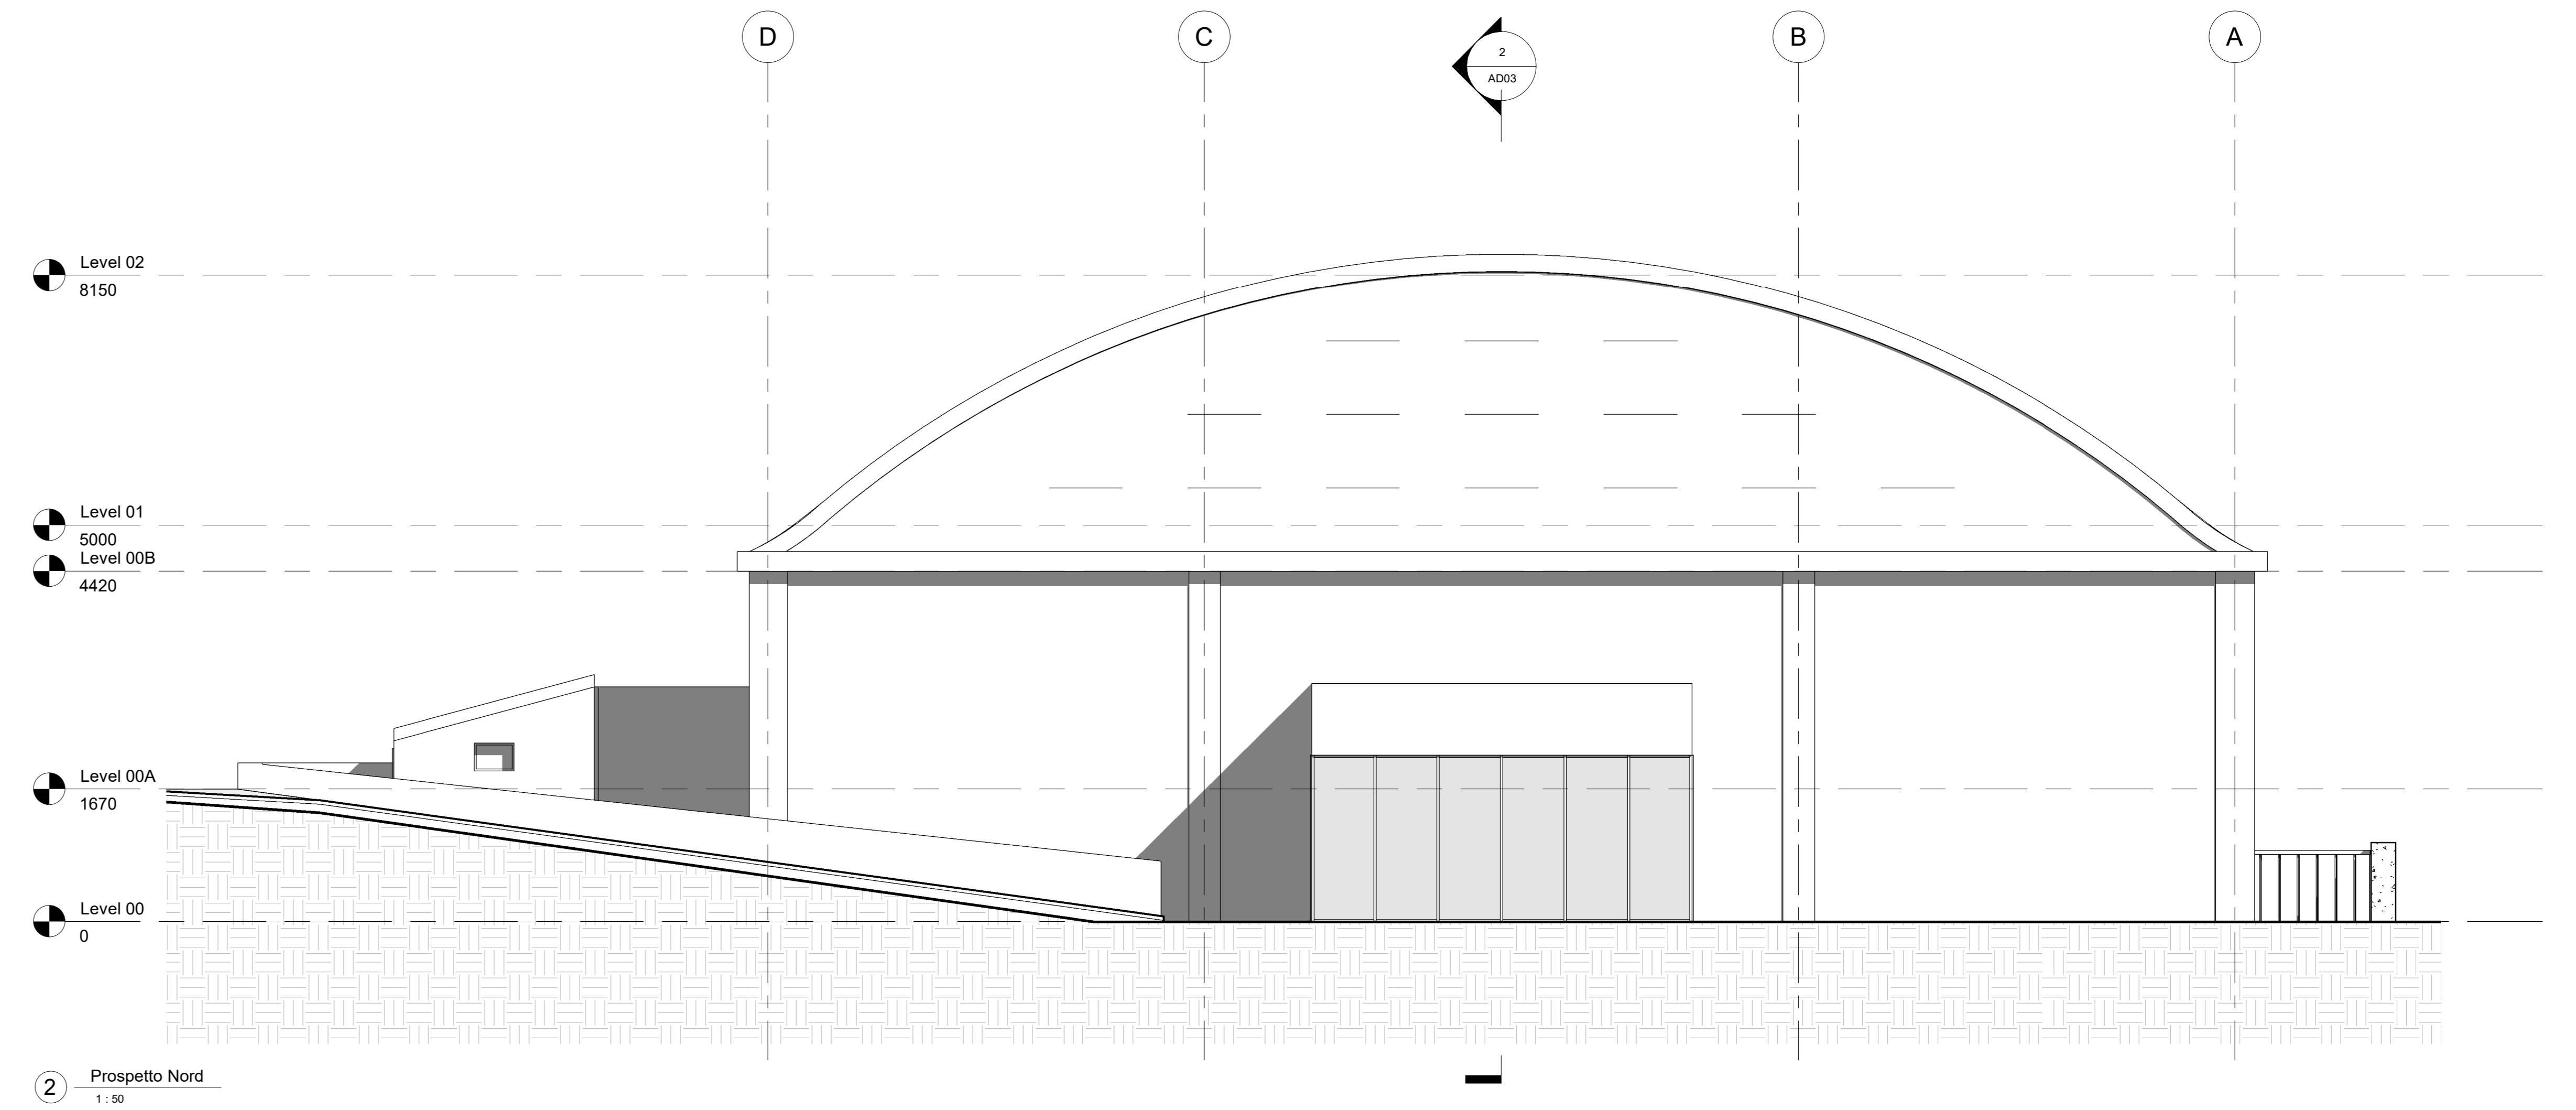 D
C
B
A
2
AD03
Level 02
8150
Level 01
5000
Level 00B
4420
Level 00A
1670
Level 00
0
2
Prospetto Nord
1 : 50